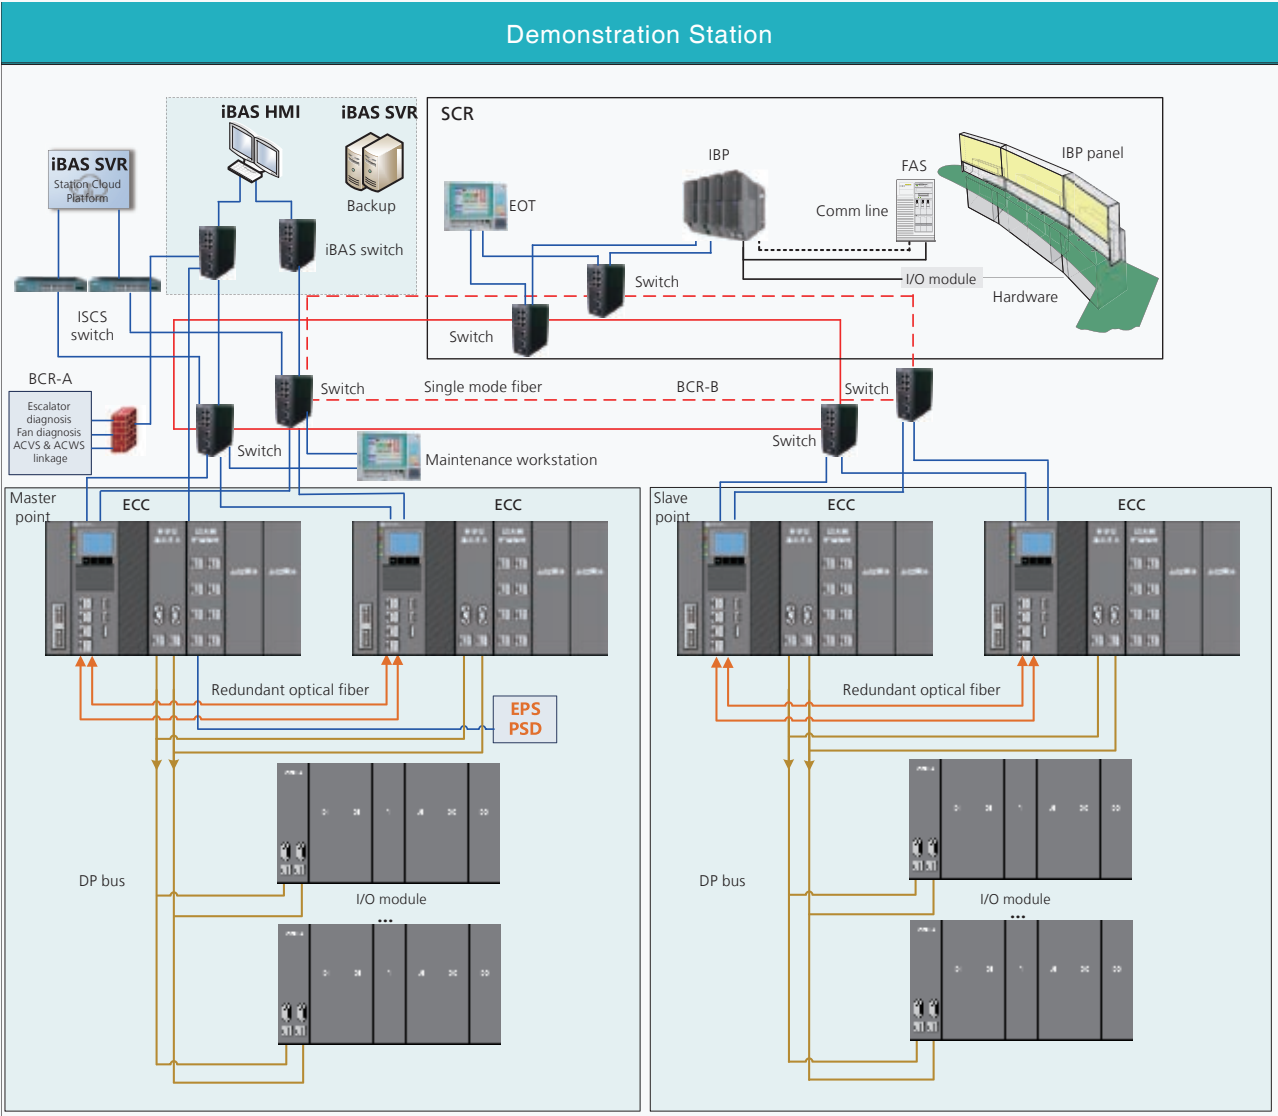 Demonstration Station
iBAS HMI
iBAS SVR
SCR
iBAS SVR
Station Cloud
Platform
Backup
iBAS switch
EOT
IBP
FAS
Comm line
IBP panel
Switch
I/O module
Hardware
Switch
ISCS
switch
BCR-A
Escalator
diagnosis
Fan diagnosis
ACVS & ACWS
linkage
Switch
Single mode fiber
BCR-B
Switch
Switch
Switch
Maintenance workstation
Master
point
ECC
ECC
Slave
point
ECC
ECC
Redundant optical fiber
EPS
PSD
Redundant optical fiber
DP bus
I/O module
...
DP bus
I/O module
...